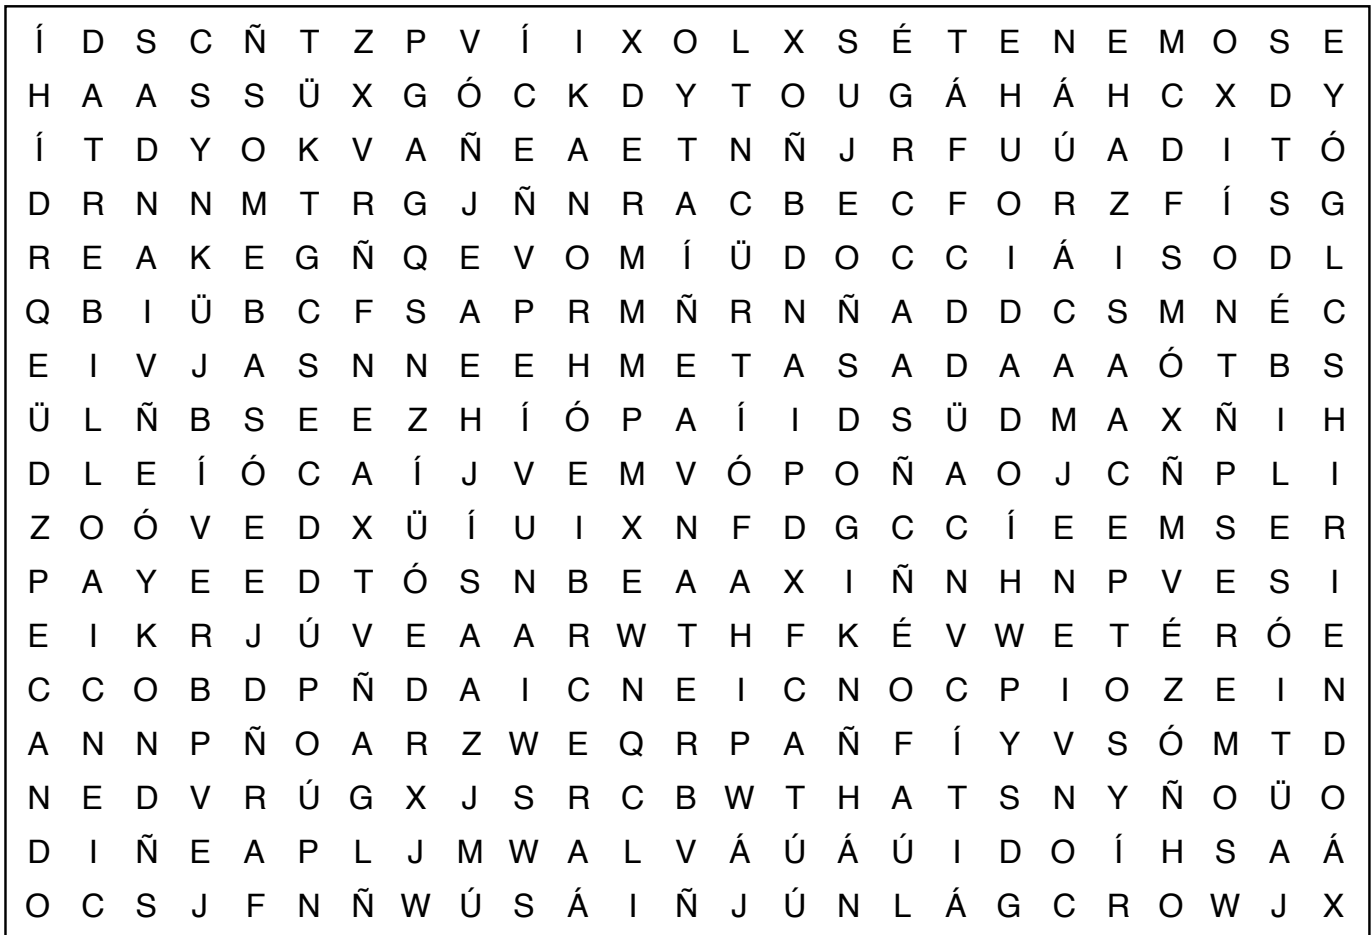 Í D S C Ñ T Z P V Í I X O L X S É T E N E M O S E
H A A S S Ü X G Ó C K D Y T O U G Á H Á H C X D Y
Í T D Y O K V A Ñ E A E T N Ñ J R F U Ú A D I T Ó
D R N N M T R G J Ñ N R A C B E C F O R Z F Í S G
R E A K E G Ñ Q E V O M Í Ü D O C C I Á I S O D L
Q B I Ü B C F S A P R M Ñ R N Ñ A D D C S M N É C
E I V J A S N N E E H M E T A S A D A A A Ó T B S
Ü L Ñ B S E E Z H Í Ó P A Í I D S Ü D M A X Ñ I H
D L E Í Ó C A Í J V E M V Ó P O Ñ A O J C Ñ P L I
Z O Ó V E D X Ü Í U I X N F D G C C Í E E M S E R
P A Y E E D T Ó S N B E A A X I Ñ N H N P V E S I
E I K R J Ú V E A A R W T H F K É V W E T É R Ó E
C C O B D P Ñ D A I C N E I C N O C P I O Z E I N
A N N P Ñ O A R Z W E Q R P A Ñ F Í Y V S Ó M T D
N E D V R Ú G X J S R C B W T H A T S N Y Ñ O Ü O
D I Ñ E A P L J M W A L V Á Ú Á Ú I D O Í H S A Á
O C S J F N Ñ W Ú S Á I Ñ J Ú N L Á G C R O W J X